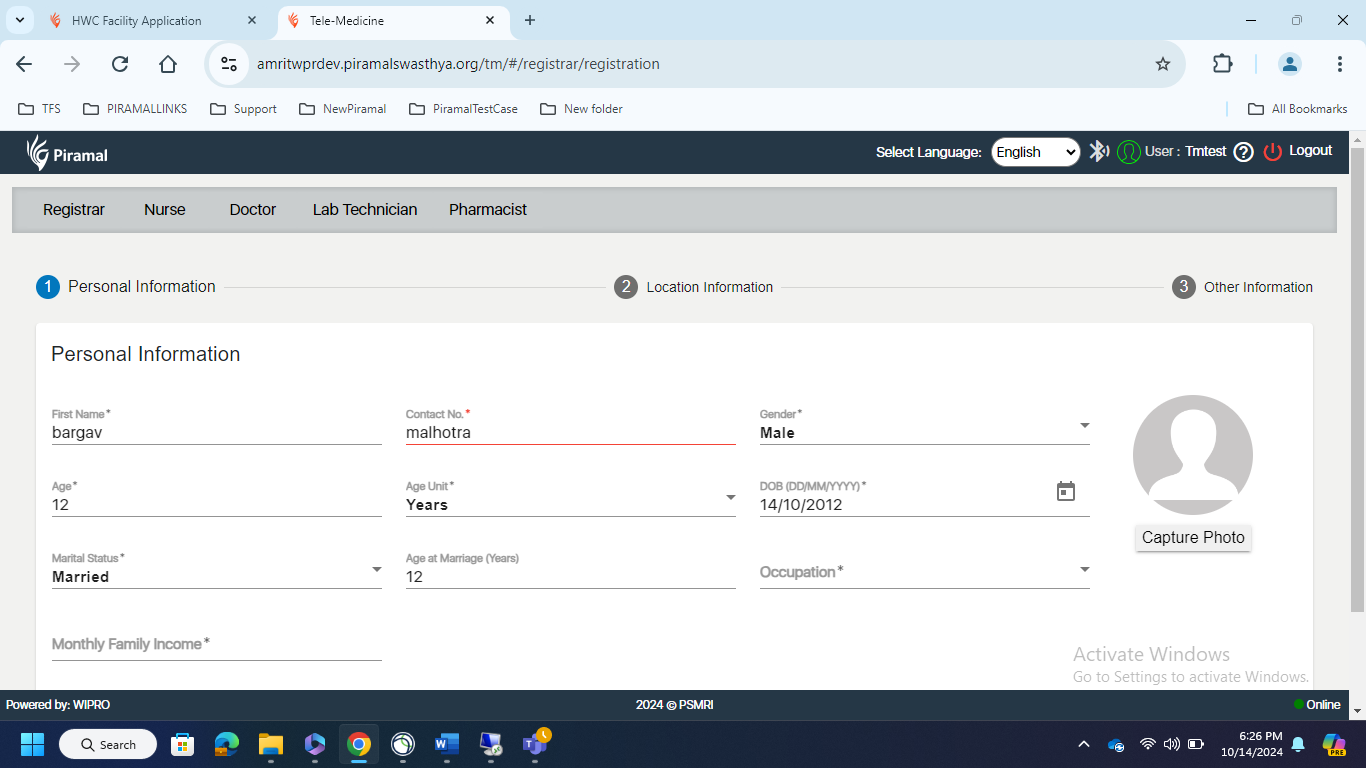 HWC Facility Application
Tele-Medicine
amritwprdev.piramalswasthya.org/tm/#/registrar/registration
TFS
PIRAMALLINKS
Support
NewPiramal
PiramalTestCase
New folder
All Bookmarks
Piramal
Select Language:
English
User : Tmtest
?
Logout
Registrar
Nurse
Doctor
Lab Technician
Pharmacist
1 Personal Information
2 Location Information
3 Other Information
Personal Information
First Name*
bargav
Contact No.*
malhotra
Gender*
Male
Age*
12
Age Unit*
Years
DOB (DD/MM/YYYY)*
14/10/2012
Capture Photo
Marital Status*
Married
Age at Marriage (Years)
12
Occupation*
Monthly Family Income*
Activate Windows
Go to Settings to activate Windows.
Powered by: WIPRO
2024 © PSMRI
Online
Search
6:26 PM
10/14/2024
PRE